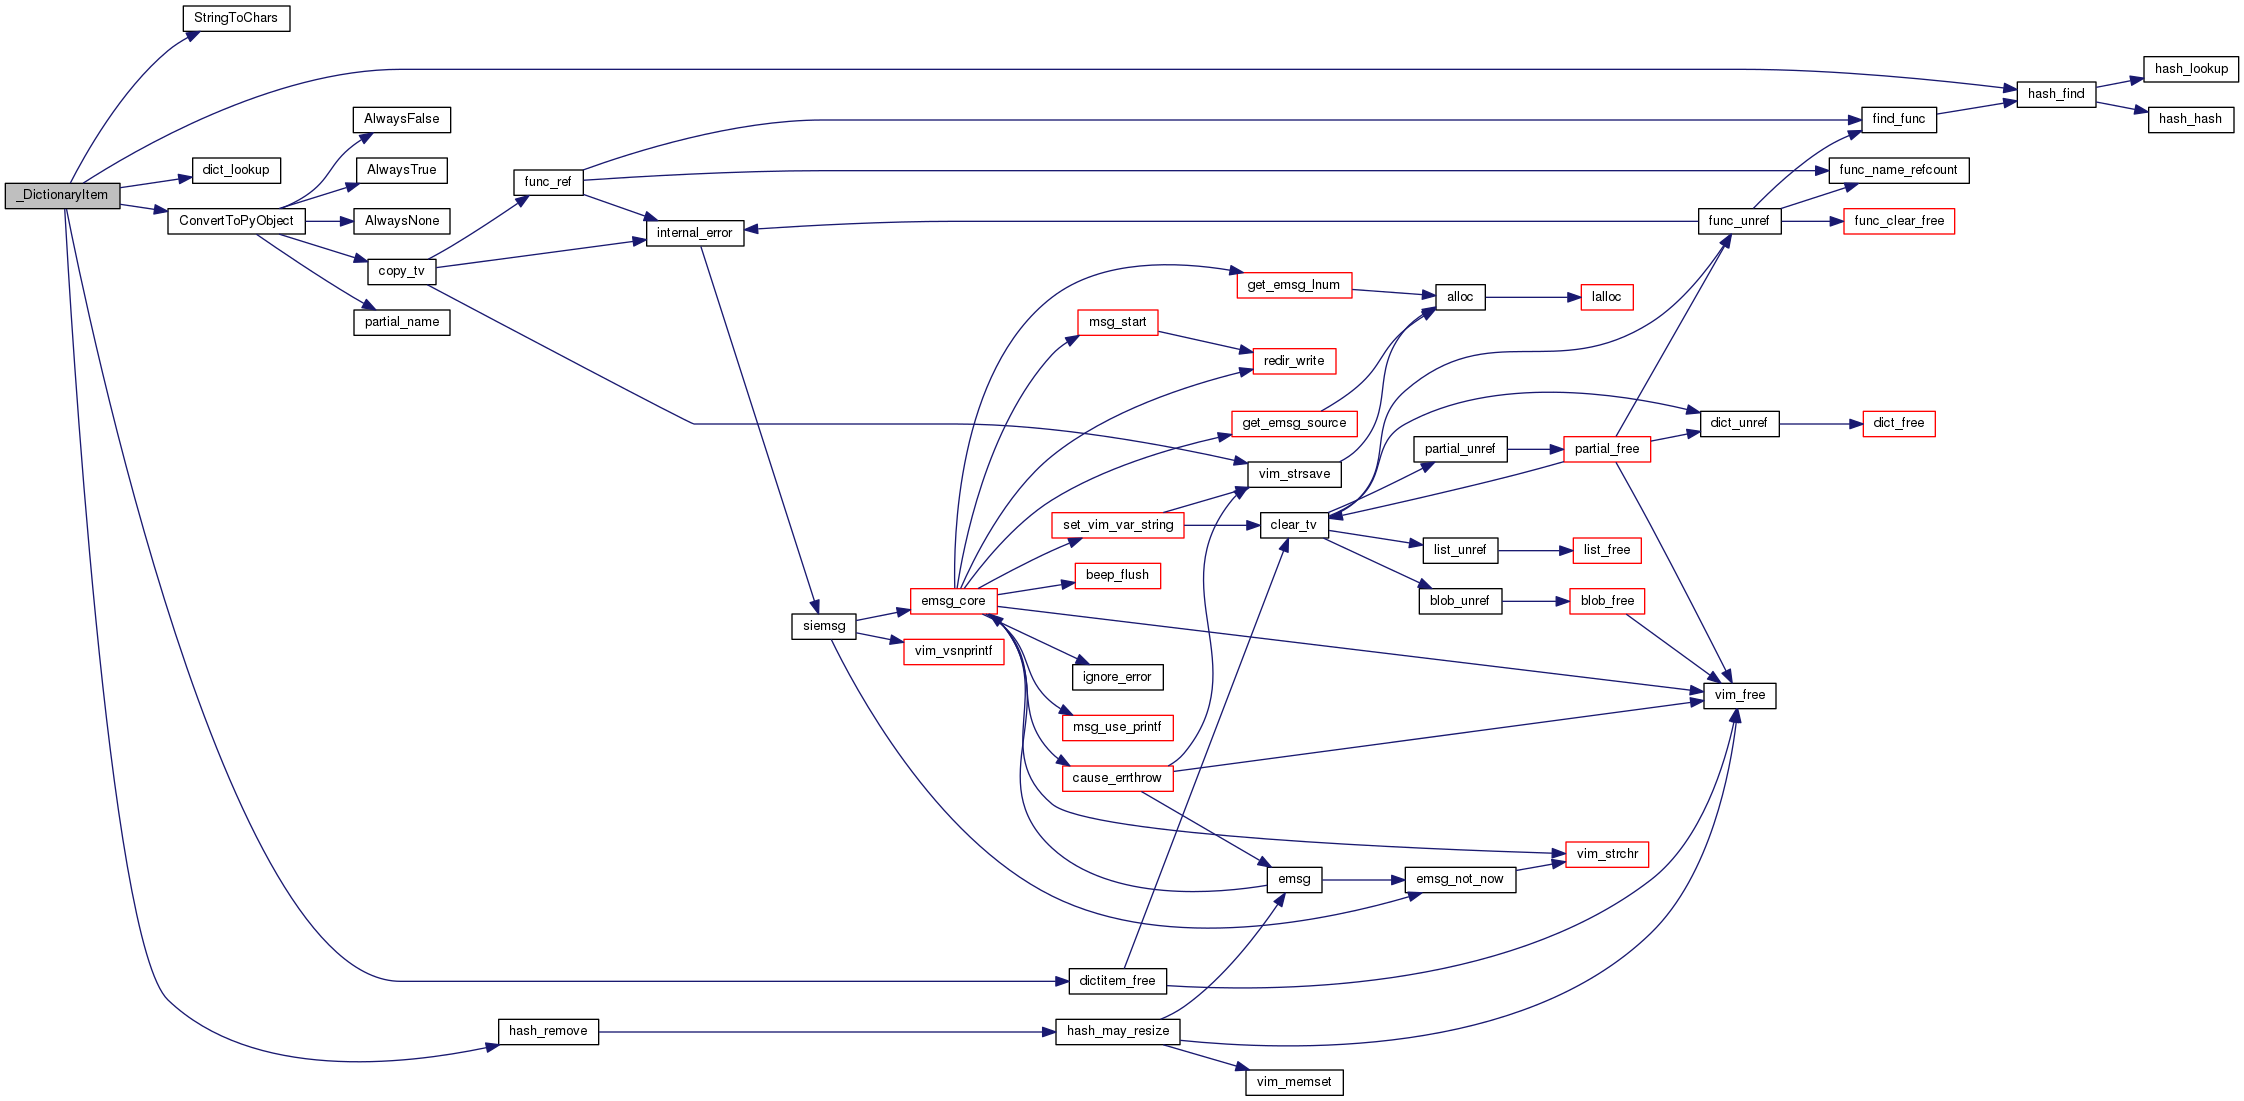 StringToChars
hash_lookup
hash_find
AlwaysFalse
find_func
hash_hash
dict_lookup
AlwaysTrue
func_name_refcount
_DictionaryItem
func_ref
ConvertToPyObject
AlwaysNone
func_unref
func_clear_free
internal_error
copy_tv
get_emsg_lnum
alloc
lalloc
partial_name
msg_start
redir_write
get_emsg_source
dict_unref
dict_free
partial_unref
partial_free
vim_strsave
set_vim_var_string
clear_tv
list_unref
list_free
beep_flush
emsg_core
blob_unref
blob_free
siemsg
vim_vsnprintf
ignore_error
vim_free
msg_use_printf
cause_errthrow
vim_strchr
emsg
emsg_not_now
dictitem_free
hash_remove
hash_may_resize
vim_memset